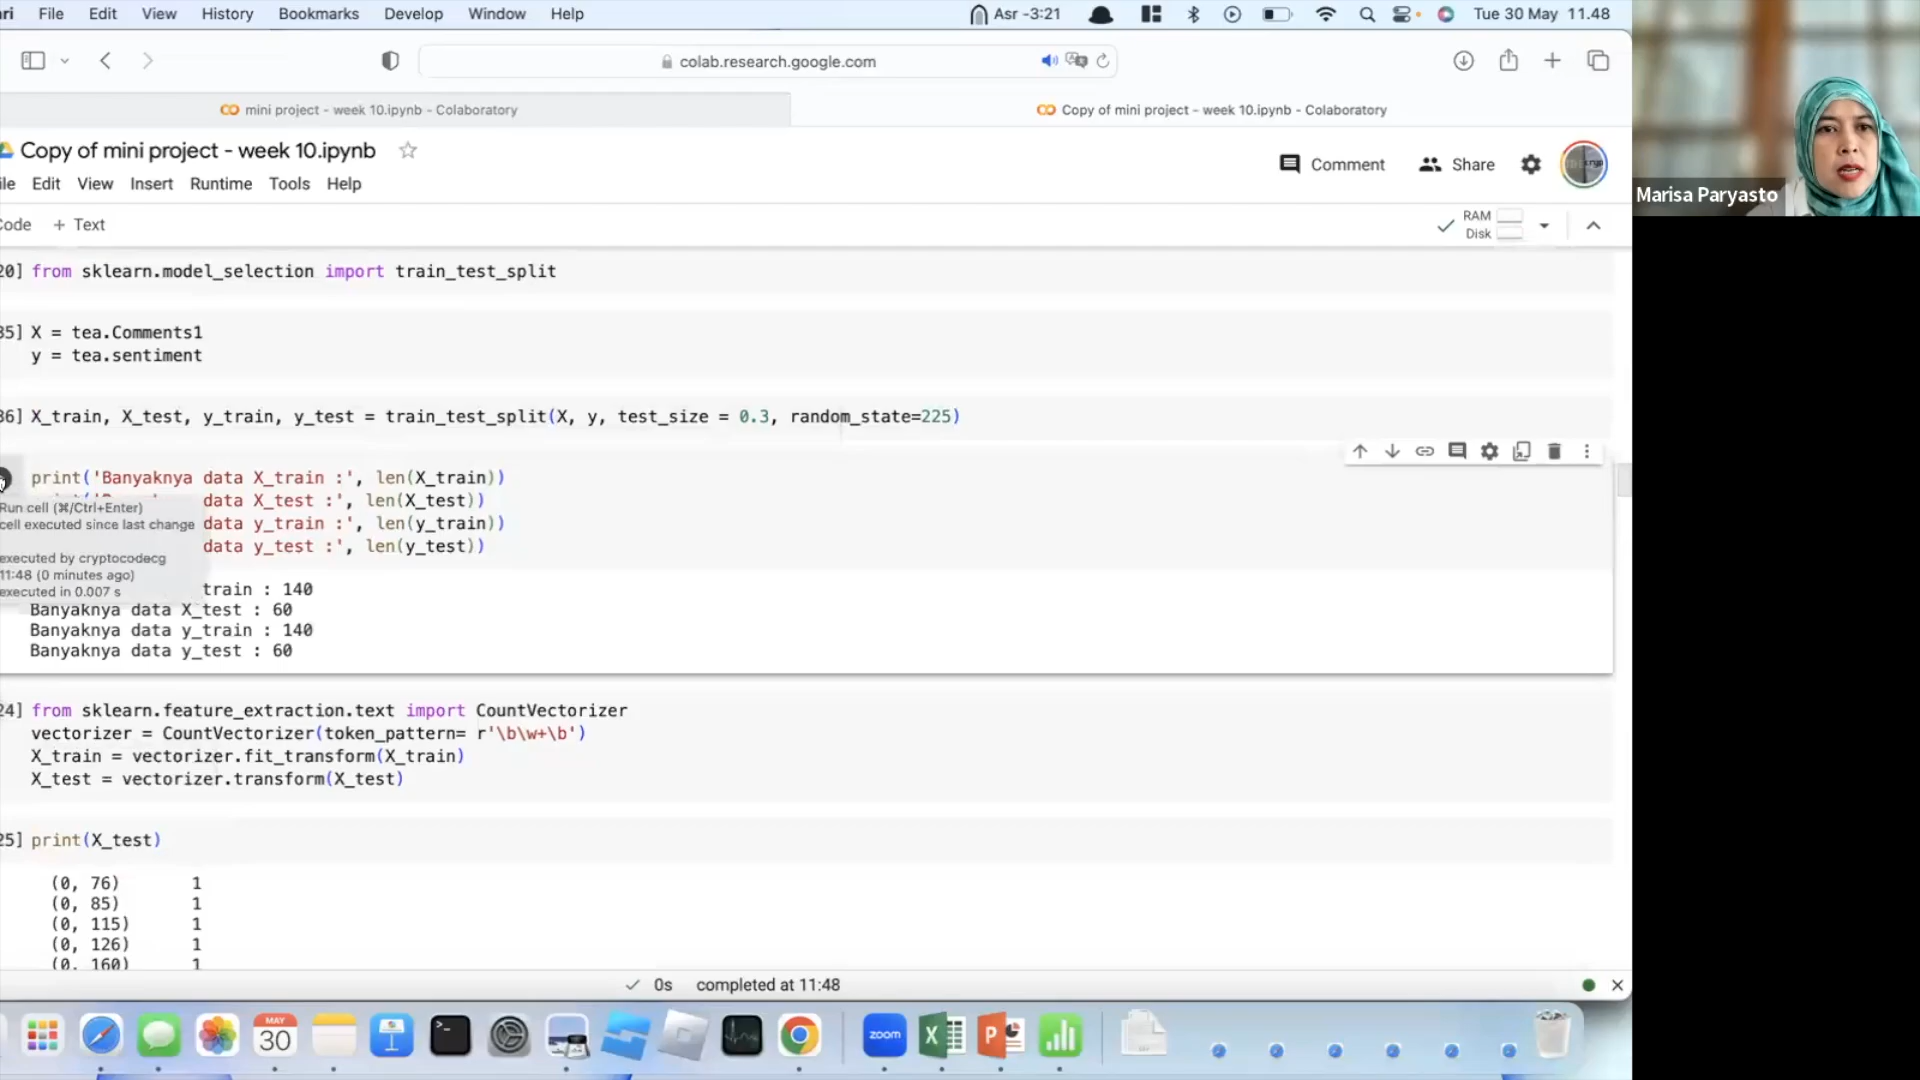 ri File Edit View History Bookmarks Develop Window Help Asr -3:21 Tue 30 May 11.48
colab.research.google.com
mini project - week 10.ipynb - Colaboratory
Copy of mini project - week 10.ipynb - Colaboratory
Copy of mini project - week 10.ipynb
Comment Share
ile Edit View Insert Runtime Tools Help
Marisa Paryasto
Code + Text
RAM
Disk
20] from sklearn.model_selection import train_test_split
35] X = tea.Comments1
y = tea.sentiment
36] X_train, X_test, y_train, y_test = train_test_split(X, y, test_size = 0.3, random_state=225)
print('Banyaknya data X_train :', len(X_train))
data X_test :', len(X_test))
data y_train :', len(y_train))
data y_test :', len(y_test))
Run cell (⌘/Ctrl+Enter)
cell executed since last change
executed by cryptocodecg
11:48 (0 minutes ago)
executed in 0.007 s
train : 140
Banyaknya data X_test : 60
Banyaknya data y_train : 140
Banyaknya data y_test : 60
24] from sklearn.feature_extraction.text import CountVectorizer
vectorizer = CountVectorizer(token_pattern= r'\b\w+\b')
X_train = vectorizer.fit_transform(X_train)
X_test = vectorizer.transform(X_test)
25] print(X_test)
(0, 76) 1
(0, 85) 1
(0, 115) 1
(0, 126) 1
(0, 160) 1
0s completed at 11:48
MAY
30
zoom